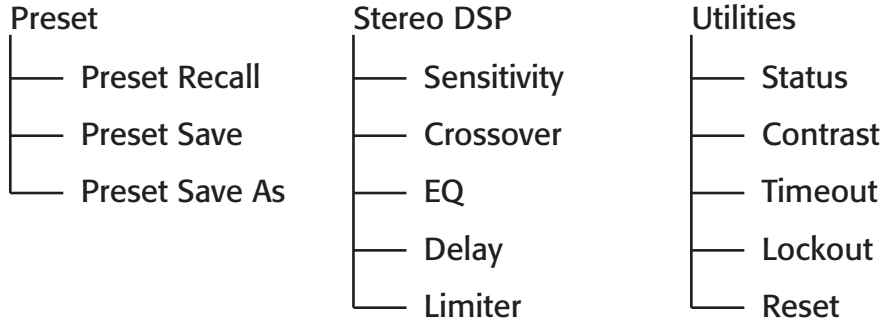 Preset
Preset Recall
Preset Save
Preset Save As
Stereo DSP
Sensitivity
Crossover
EQ
Delay
Limiter
Utilities
Status
Contrast
Timeout
Lockout
Reset